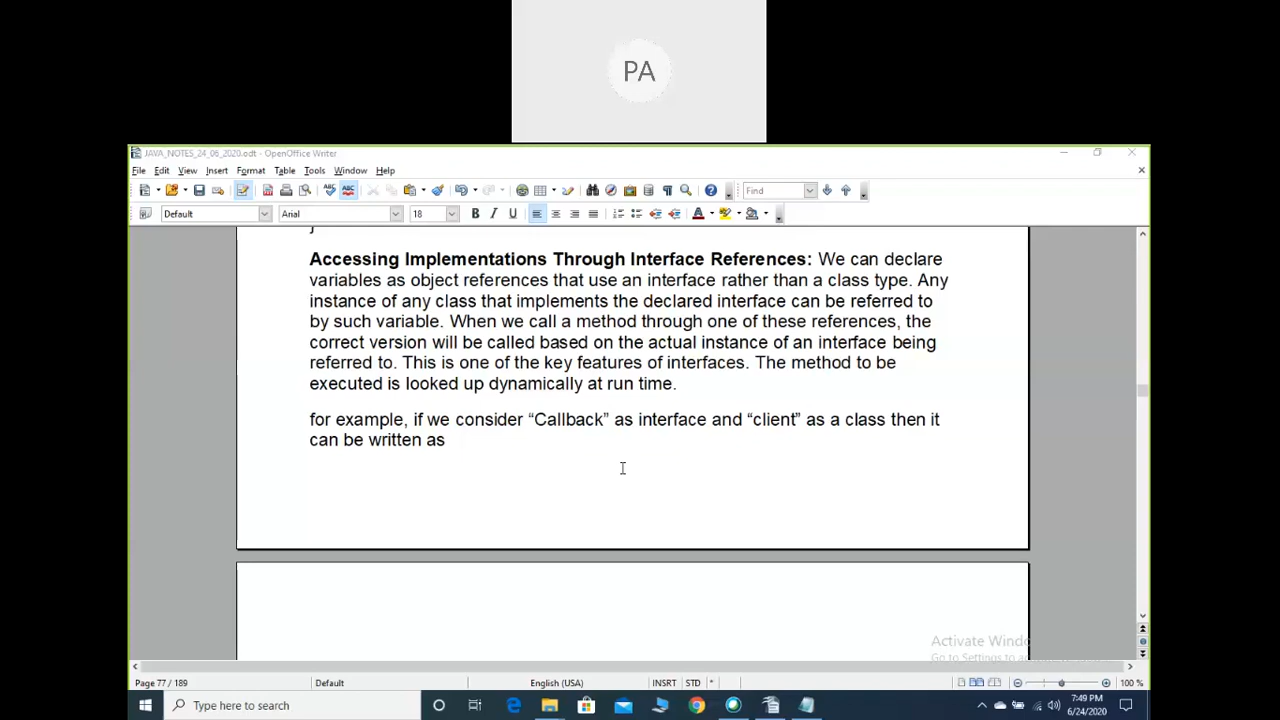 PA
JAVA_NOTES_24_06_2020.odt - OpenOffice Writer
File Edit View Insert Format Table Tools Window Help
Find
Default Arial 18 B I U
Accessing Implementations Through Interface References: We can declare
variables as object references that use an interface rather than a class type. Any
instance of any class that implements the declared interface can be referred to
by such variable. When we call a method through one of these references, the
correct version will be called based on the actual instance of an interface being
referred to. This is one of the key features of interfaces. The method to be
executed is looked up dynamically at run time.
for example, if we consider “Callback” as interface and “client” as a class then it
can be written as
Activate Windo
Page 77 / 189 Default English (USA) INSRT STD * 100 %
Type here to search
7:49 PM
6/24/2020